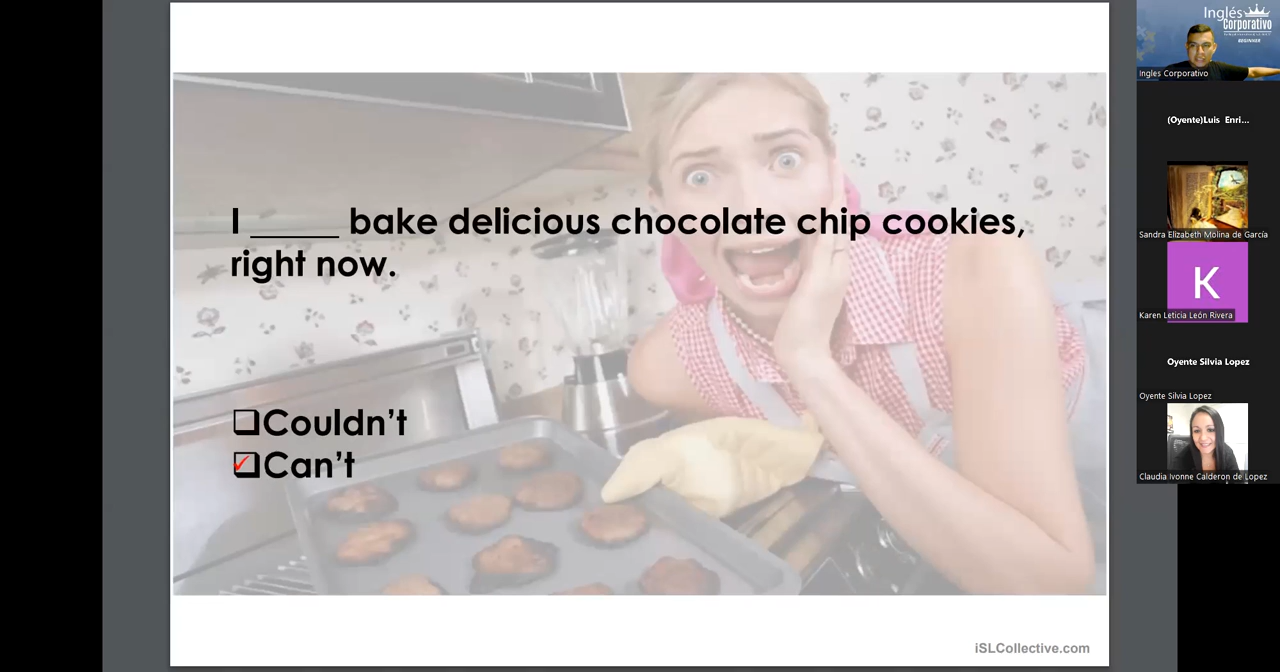 I _____ bake delicious chocolate chip cookies,
right now.
Couldn't
Can't
iSLCollective.com
Inglés
Corporativo
BEGINNER
Ingles Corporativo
(Oyente)Luis Enri...
Sandra Elizabeth Molina de García
K
Karen Leticia León Rivera
Oyente Silvia Lopez
Oyente Silvia Lopez
Claudia Ivonne Calderon de Lopez